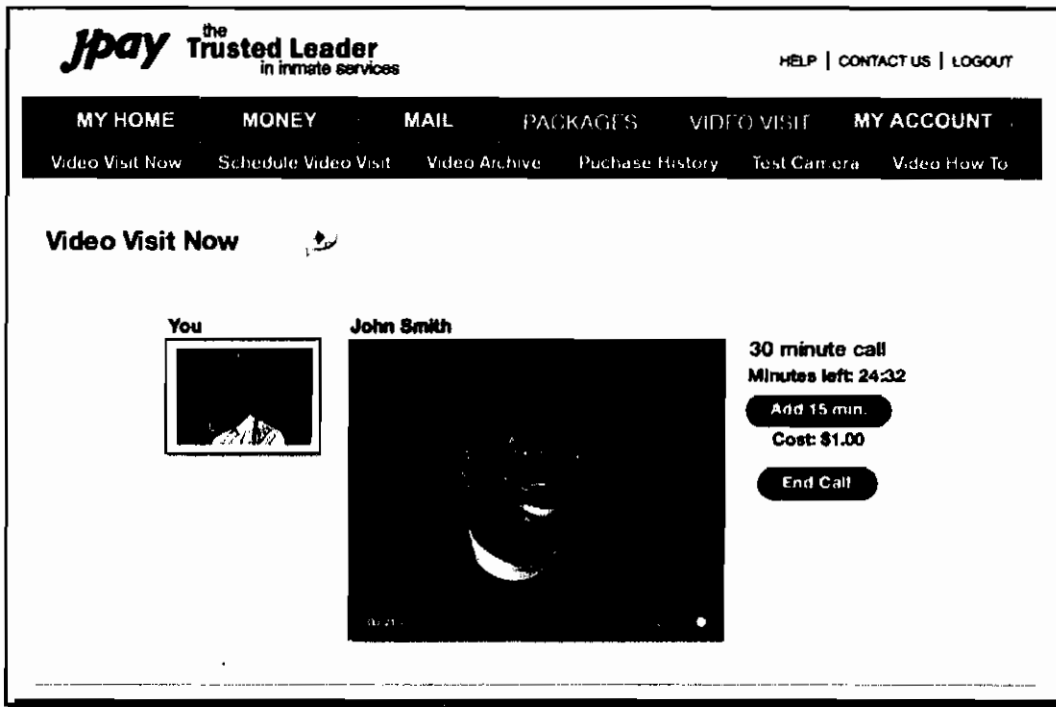 Jpay the Trusted Leader in inmate services
HELP | CONTACT US | LOGOUT
MY HOME MONEY MAIL PACKAGES VIDEO VISIT MY ACCOUNT
Video Visit Now Schedule Video Visit Video Archive Puchase History Test Camera Video How To
Video Visit Now
You
John Smith
30 minute call
Minutes left: 24:32
Add 15 min.
Cost: $1.00
End Call